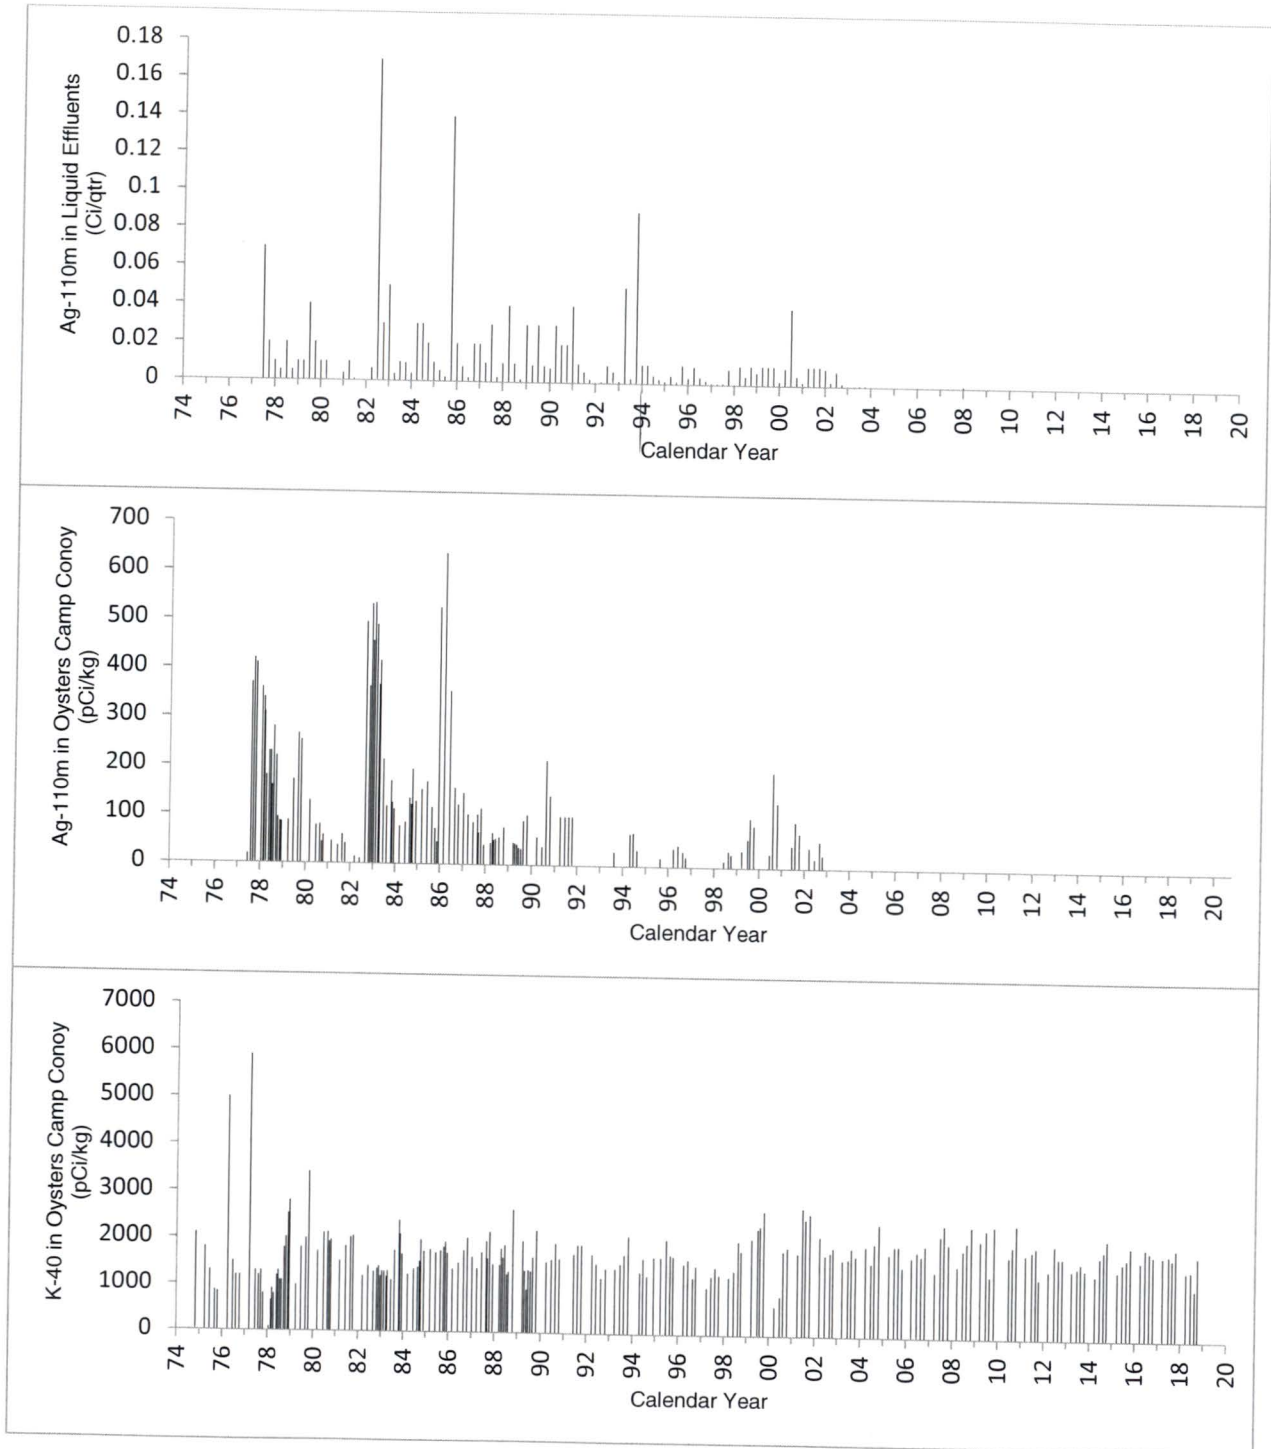 Ag-110m in Liquid Effluents
(Ci/qtr)
0.18
0.16
0.14
0.12
0.1
0.08
0.06
0.04
0.02
0
74 76 78 80 82 84 86 88 90 92 94 96 98 00 02 04 06 08 10 12 14 16 18 20
Calendar Year
Ag-110m in Oysters Camp Conoy
(pCi/kg)
700
600
500
400
300
200
100
0
74 76 78 80 82 84 86 88 90 92 94 96 98 00 02 04 06 08 10 12 14 16 18 20
Calendar Year
K-40 in Oysters Camp Conoy
(pCi/kg)
7000
6000
5000
4000
3000
2000
1000
0
74 76 78 80 82 84 86 88 90 92 94 96 98 00 02 04 06 08 10 12 14 16 18 20
Calendar Year